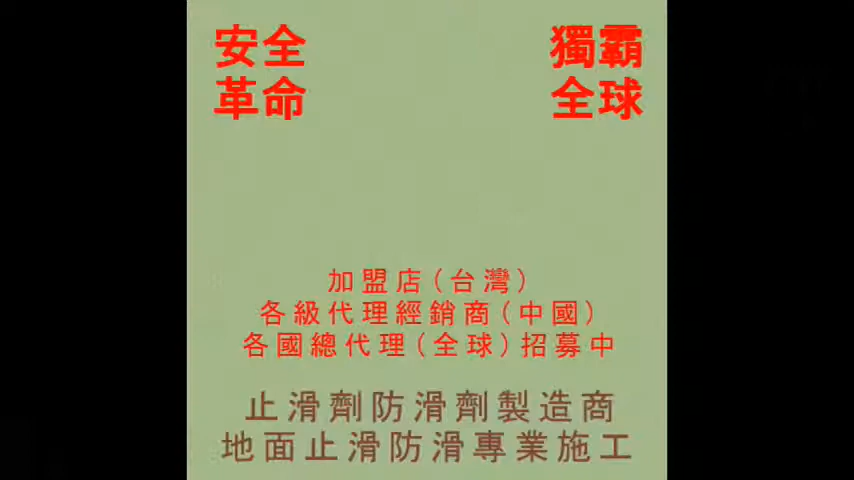 安全 獨霸
革命 全球
加盟店(台灣)
各級代理經銷商(中國)
各國總代理(全球)招募中
止滑劑防滑劑製造商
地面止滑防滑專業施工